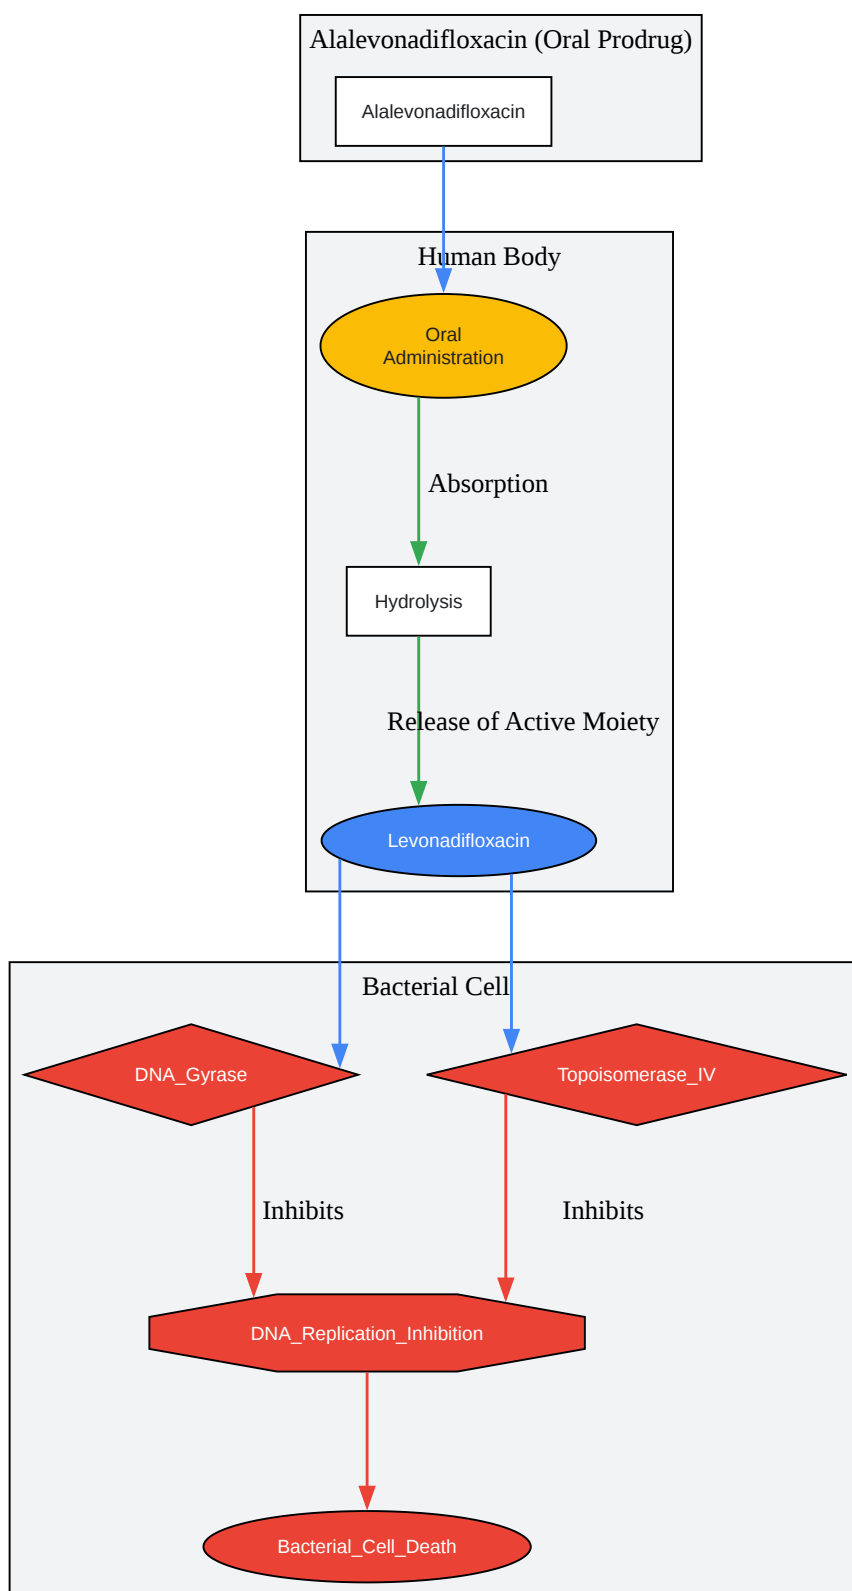 Alalevonadifloxacin (Oral Prodrug)
Alalevonadifloxacin
Human Body
Oral
Administration
Absorption
Hydrolysis
Release of Active Moiety
Levonadifloxacin
Bacterial Cell
DNA_Gyrase
Topoisomerase_IV
Inhibits
Inhibits
DNA_Replication_Inhibition
Bacterial_Cell_Death